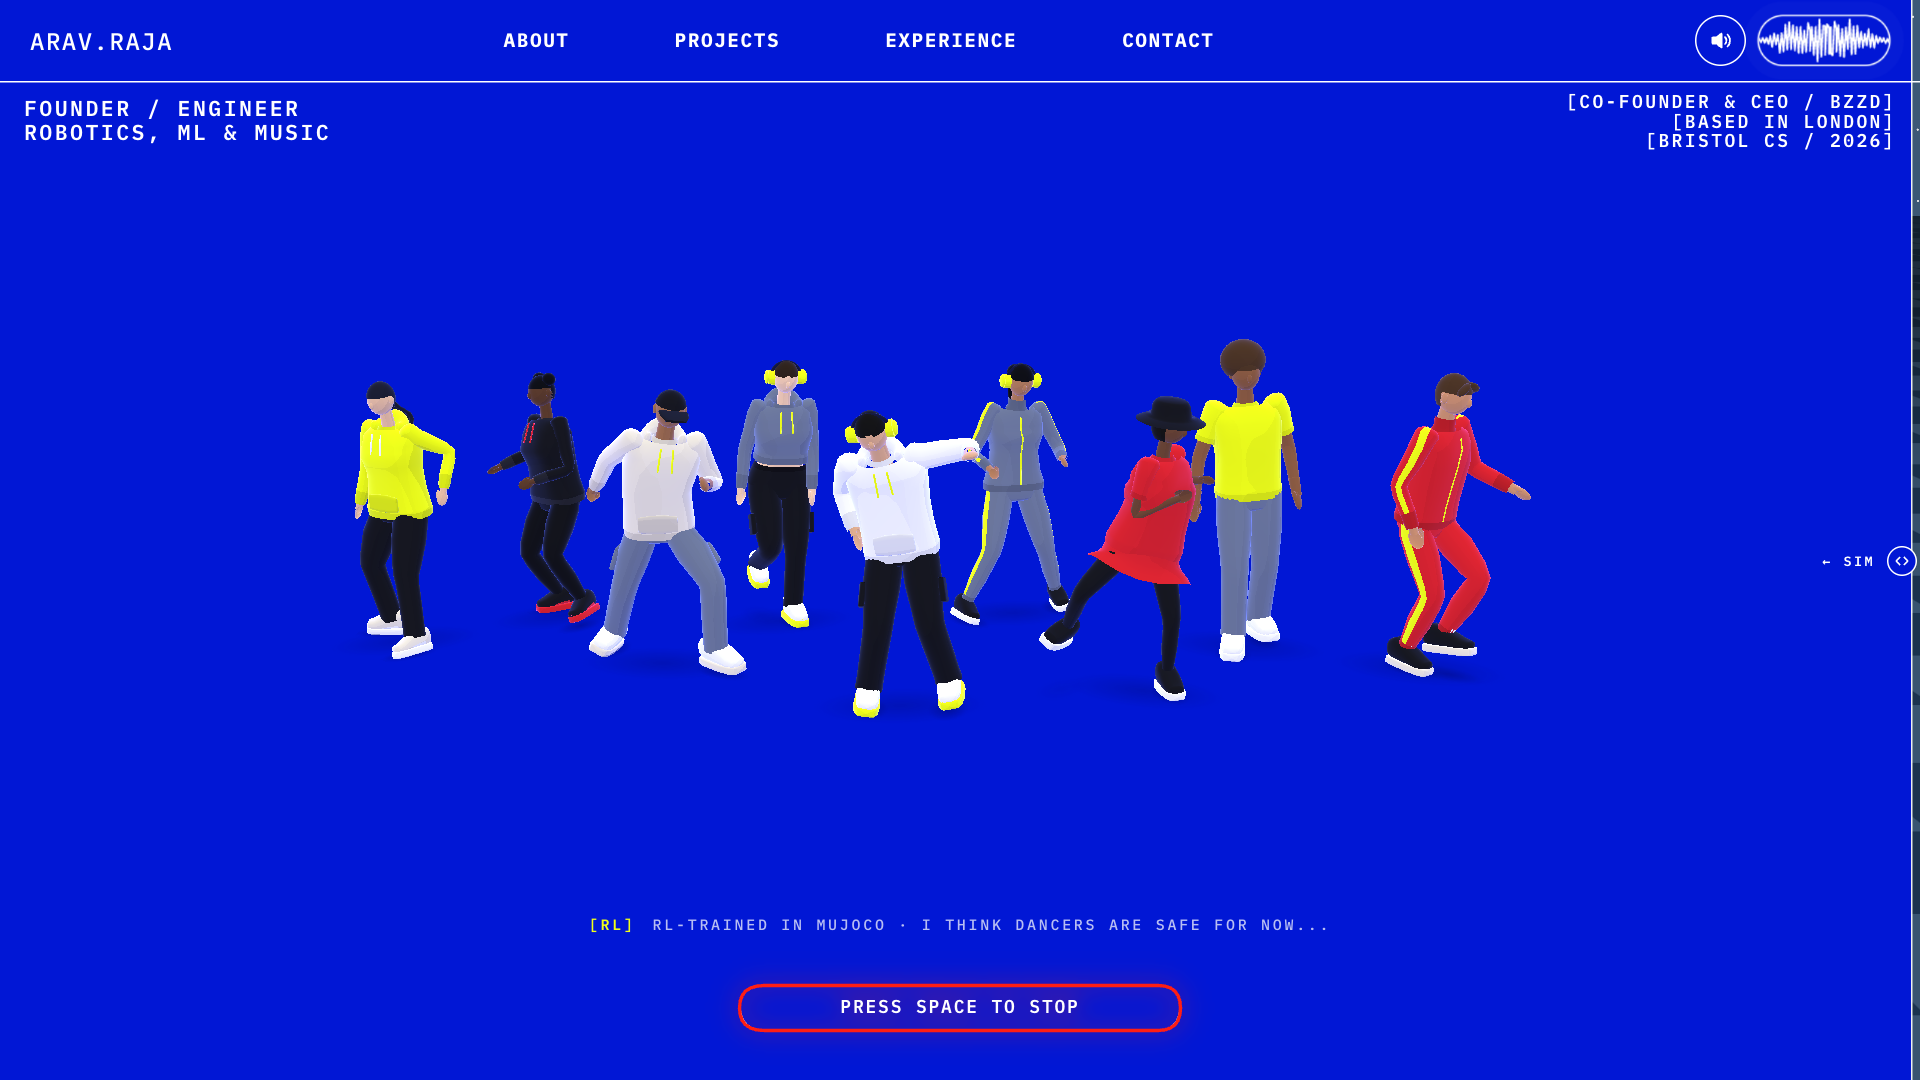 ARAV.RAJA
ABOUT
PROJECTS
EXPERIENCE
CONTACT
FOUNDER / ENGINEER
ROBOTICS, ML & MUSIC
[CO-FOUNDER & CEO / BZZD]
[BASED IN LONDON]
[BRISTOL CS / 2026]
← SIM
[RL] RL-TRAINED IN MUJOCO · I THINK DANCERS ARE SAFE FOR NOW...
PRESS SPACE TO STOP